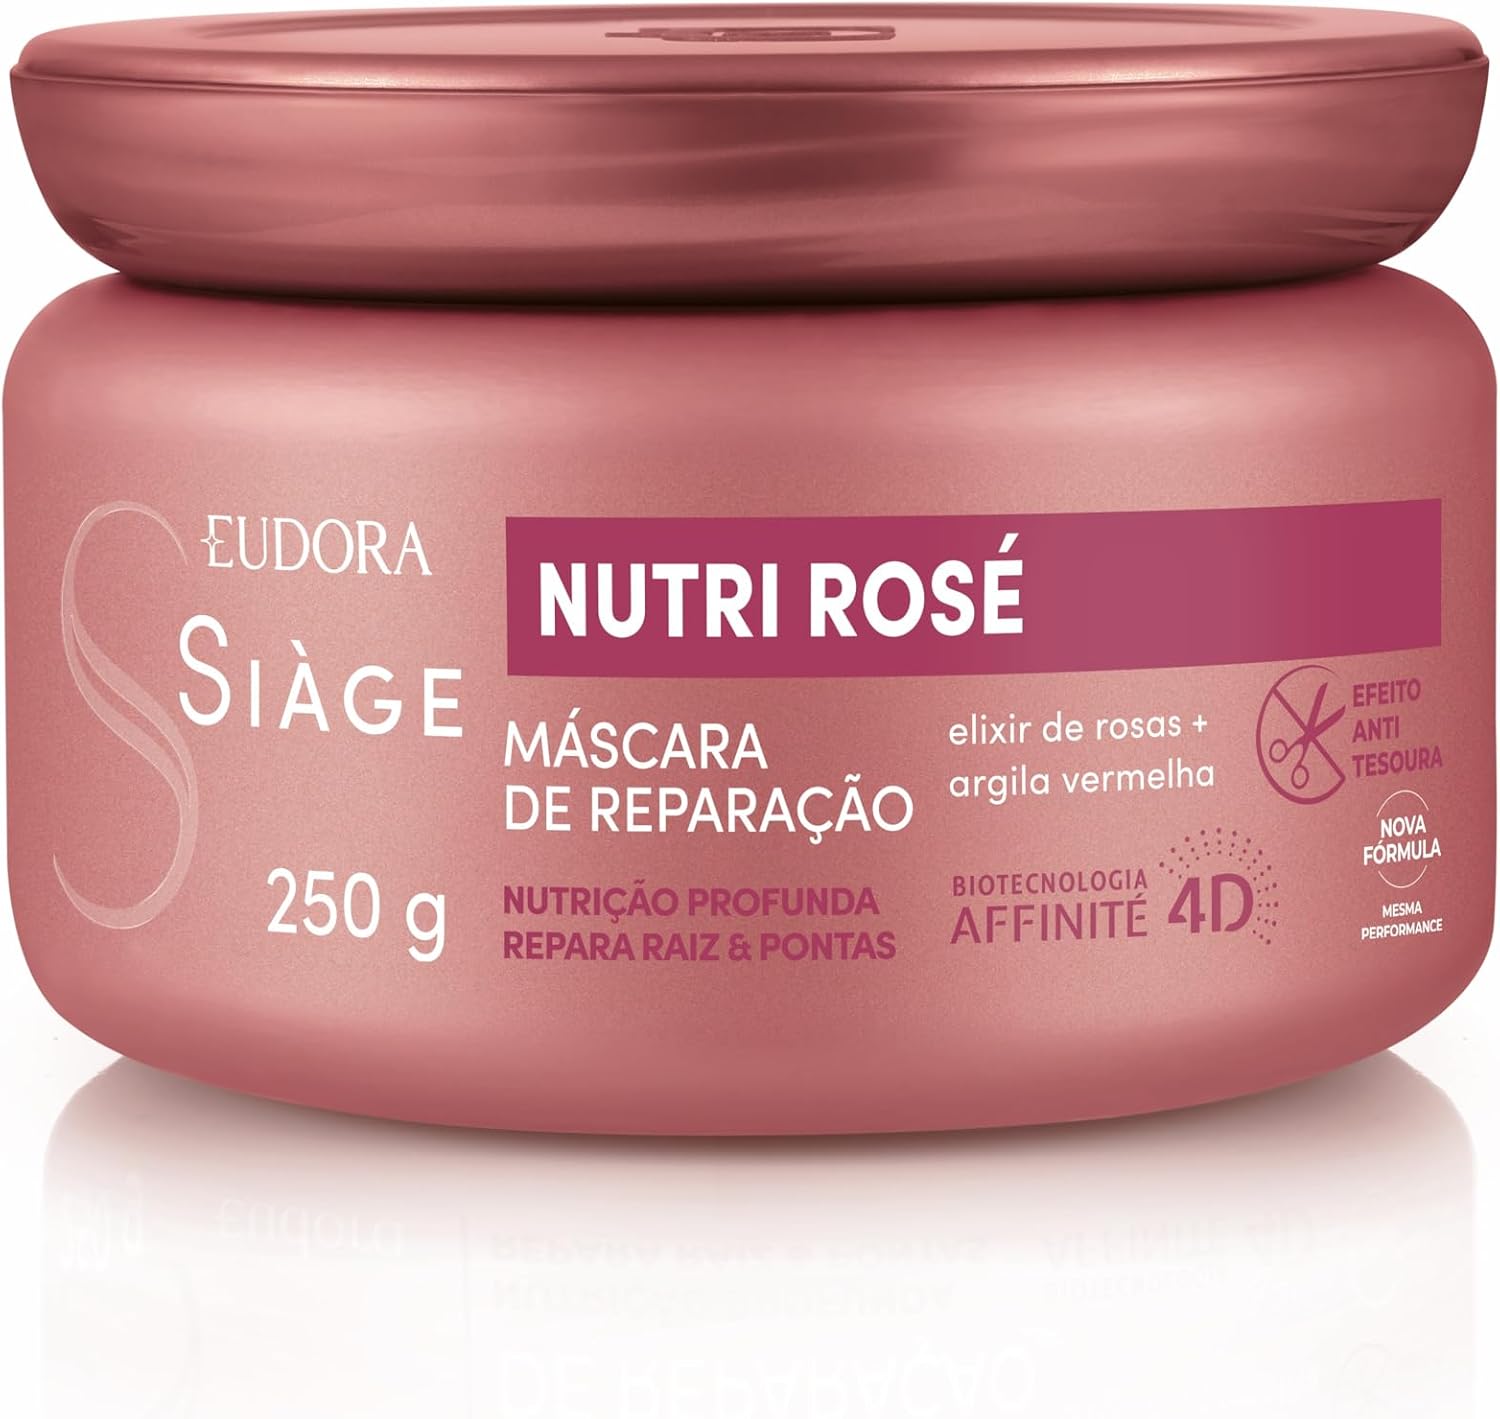 EUDORA
SIÀGE
250 g
NUTRI ROSÉ
MÁSCARA
DE REPARAÇÃO
NUTRIÇÃO PROFUNDA
REPARA RAIZ & PONTAS
elixir de rosas +
argila vermelha
BIOTECNOLOGIA
AFFINITÉ 4D
EFEITO
ANTI
TESOURA
NOVA
FÓRMULA
MESMA
PERFORMANCE